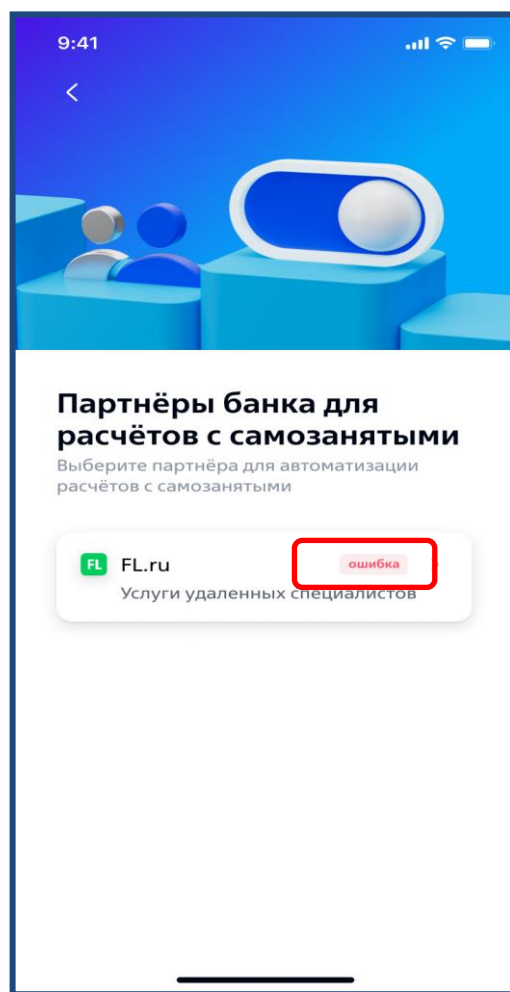 9:41
Партнёры банка для
расчётов с самозанятыми
Выберите партнёра для автоматизации
расчётов с самозанятыми
FL FL.ru ошибка
Услуги удаленных специалистов